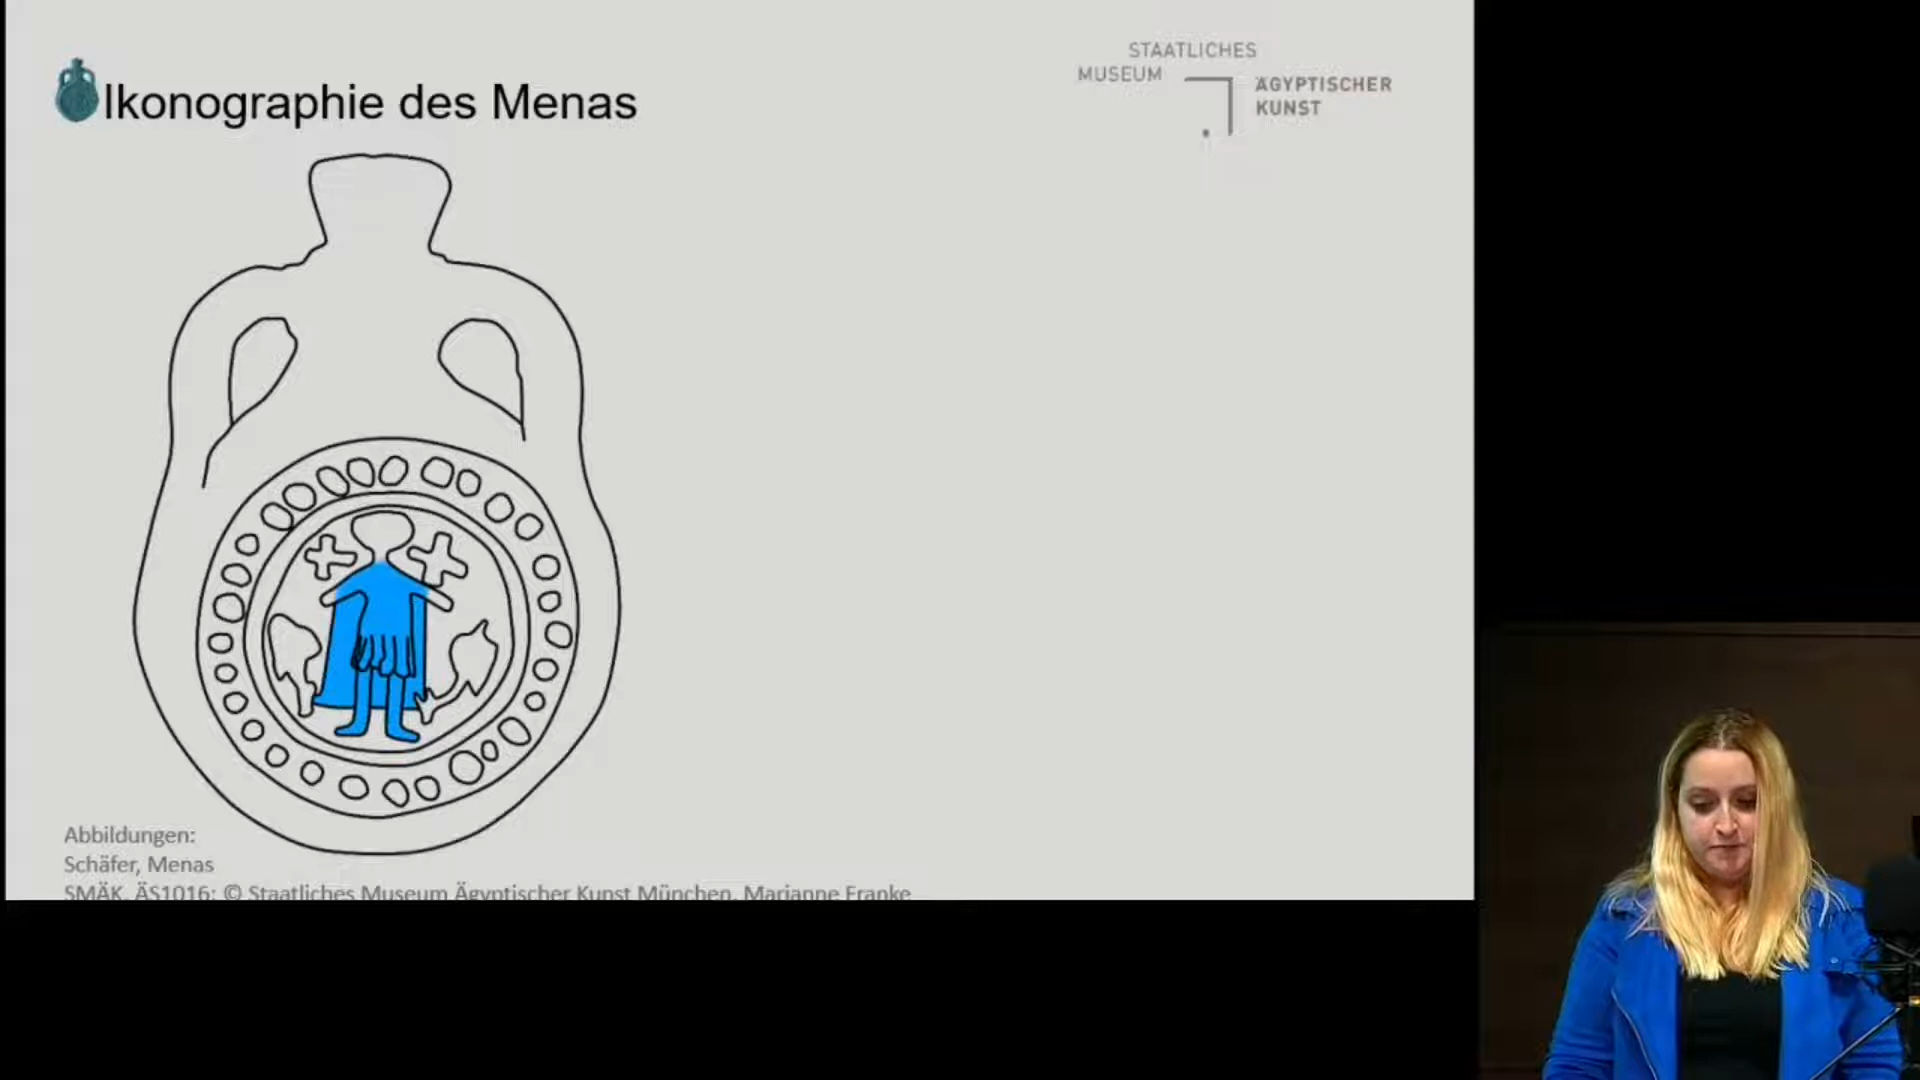 STAATLICHES
MUSEUM
ÄGYPTISCHER
KUNST
Ikonographie des Menas
Abbildungen:
Schäfer, Menas
SMÄK, ÄS1016: © Staatliches Museum Ägyptischer Kunst München, Marianne Franke